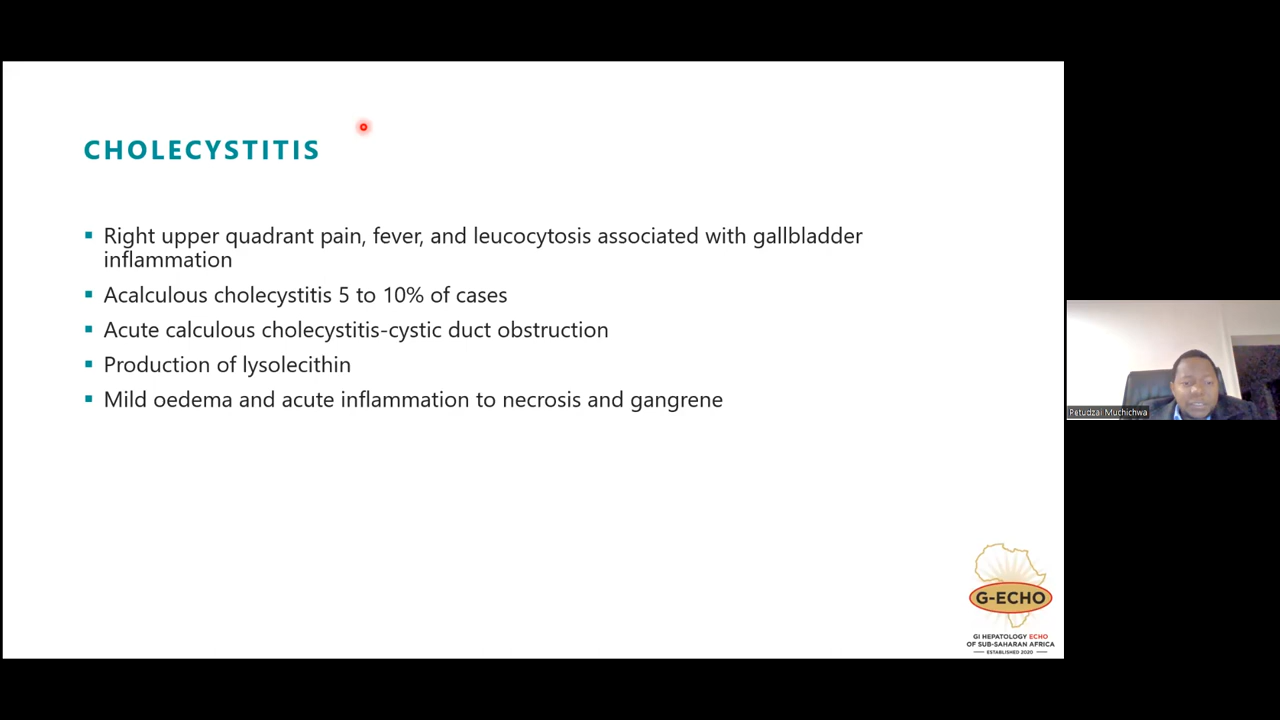 CHOLECYSTITIS
Right upper quadrant pain, fever, and leucocytosis associated with gallbladder
inflammation
Acalculous cholecystitis 5 to 10% of cases
Acute calculous cholecystitis-cystic duct obstruction
Production of lysolecithin
Mild oedema and acute inflammation to necrosis and gangrene
Petudzai Muchichwa
G-ECHO
GI HEPATOLOGY ECHO
OF SUB-SAHARAN AFRICA
ESTABLISHED 2020